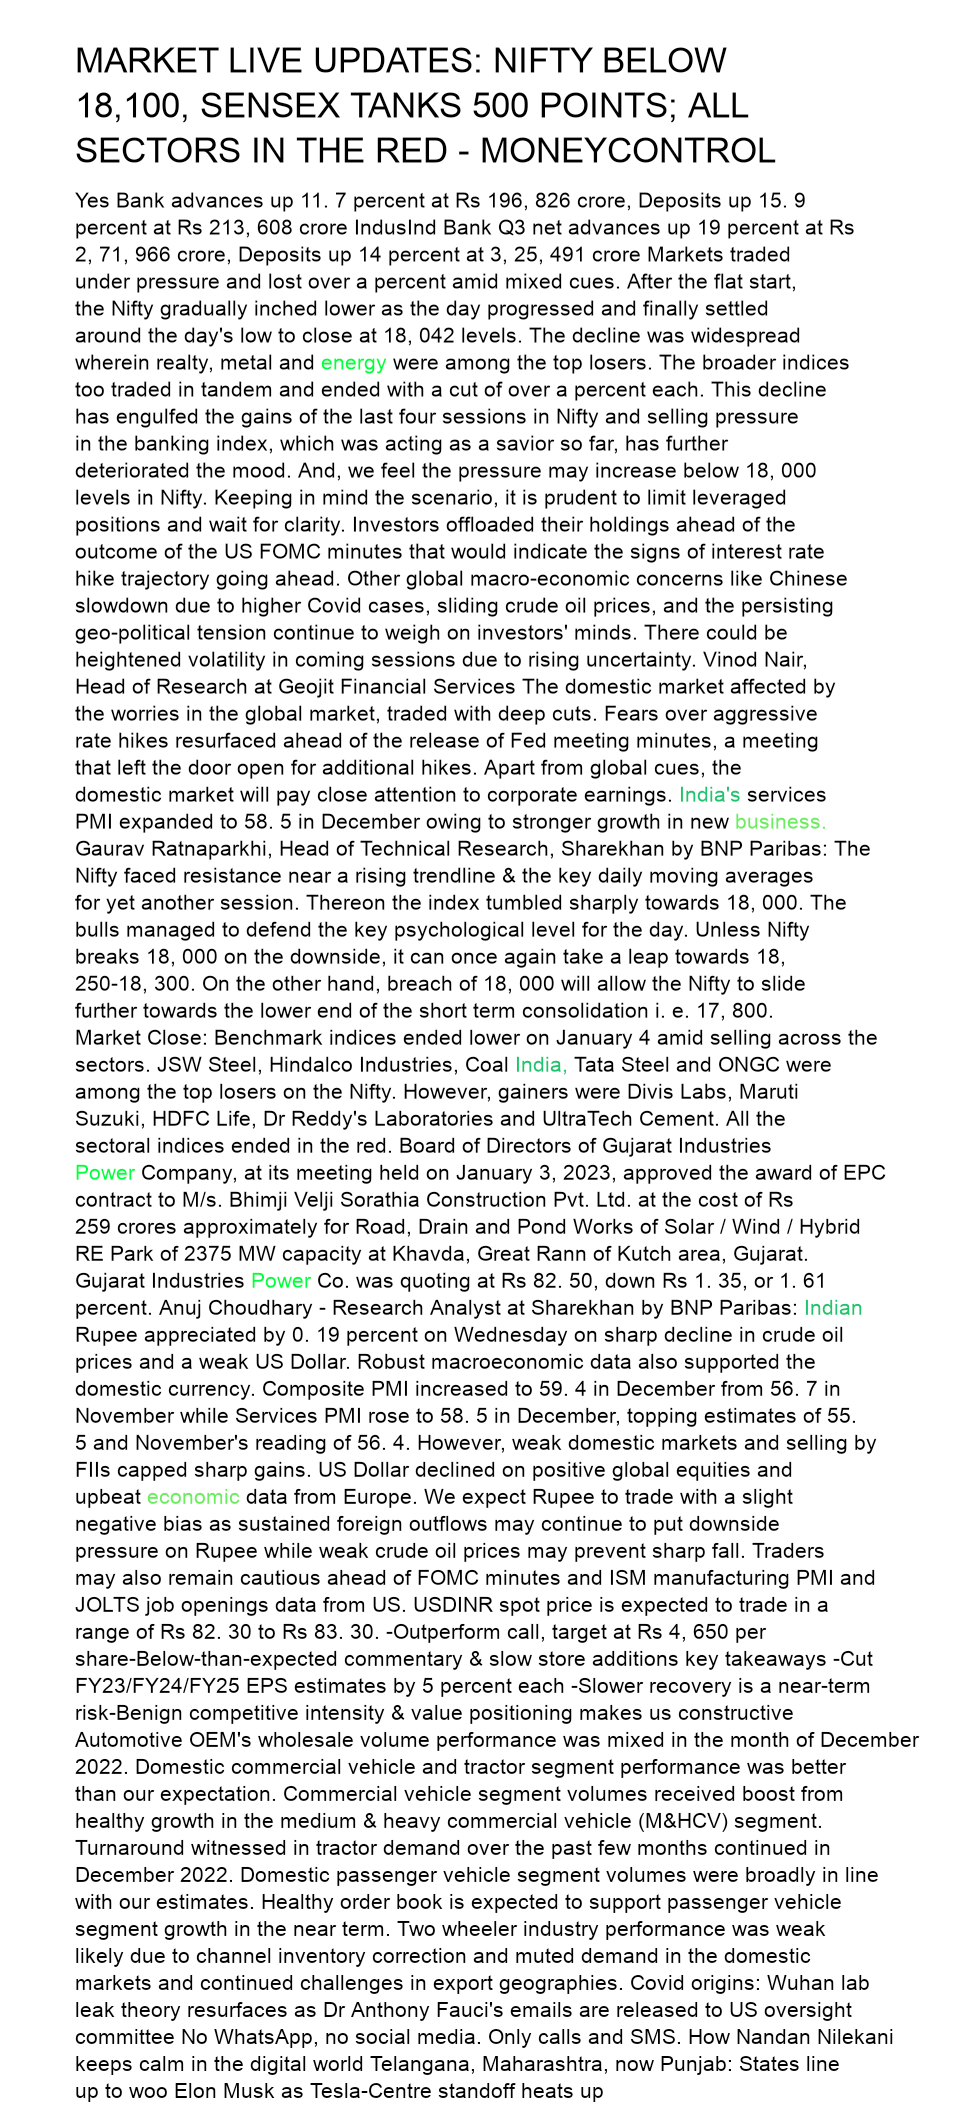 MARKET LIVE UPDATES: NIFTY BELOW
18,100, SENSEX TANKS 500 POINTS; ALL
SECTORS IN THE RED - MONEYCONTROL
Yes Bank advances up 11. 7 percent at Rs 196, 826 crore, Deposits up 15. 9
percent at Rs 213, 608 crore IndusInd Bank Q3 net advances up 19 percent at Rs
2, 71, 966 crore, Deposits up 14 percent at 3, 25, 491 crore Markets traded
under pressure and lost over a percent amid mixed cues. After the flat start,
the Nifty gradually inched lower as the day progressed and finally settled
around the day's low to close at 18, 042 levels. The decline was widespread
wherein realty, metal and energy were among the top losers. The broader indices
too traded in tandem and ended with a cut of over a percent each. This decline
has engulfed the gains of the last four sessions in Nifty and selling pressure
in the banking index, which was acting as a savior so far, has further
deteriorated the mood. And, we feel the pressure may increase below 18, 000
levels in Nifty. Keeping in mind the scenario, it is prudent to limit leveraged
positions and wait for clarity. Investors offloaded their holdings ahead of the
outcome of the US FOMC minutes that would indicate the signs of interest rate
hike trajectory going ahead. Other global macro-economic concerns like Chinese
slowdown due to higher Covid cases, sliding crude oil prices, and the persisting
geo-political tension continue to weigh on investors' minds. There could be
heightened volatility in coming sessions due to rising uncertainty. Vinod Nair,
Head of Research at Geojit Financial Services The domestic market affected by
the worries in the global market, traded with deep cuts. Fears over aggressive
rate hikes resurfaced ahead of the release of Fed meeting minutes, a meeting
that left the door open for additional hikes. Apart from global cues, the
domestic market will pay close attention to corporate earnings. India's services
PMI expanded to 58. 5 in December owing to stronger growth in new business.
Gaurav Ratnaparkhi, Head of Technical Research, Sharekhan by BNP Paribas: The
Nifty faced resistance near a rising trendline & the key daily moving averages
for yet another session. Thereon the index tumbled sharply towards 18, 000. The
bulls managed to defend the key psychological level for the day. Unless Nifty
breaks 18, 000 on the downside, it can once again take a leap towards 18,
250-18, 300. On the other hand, breach of 18, 000 will allow the Nifty to slide
further towards the lower end of the short term consolidation i. e. 17, 800.
Market Close: Benchmark indices ended lower on January 4 amid selling across the
sectors. JSW Steel, Hindalco Industries, Coal India, Tata Steel and ONGC were
among the top losers on the Nifty. However, gainers were Divis Labs, Maruti
Suzuki, HDFC Life, Dr Reddy's Laboratories and UltraTech Cement. All the
sectoral indices ended in the red. Board of Directors of Gujarat Industries
Power Company, at its meeting held on January 3, 2023, approved the award of EPC
contract to M/s. Bhimji Velji Sorathia Construction Pvt. Ltd. at the cost of Rs
259 crores approximately for Road, Drain and Pond Works of Solar / Wind / Hybrid
RE Park of 2375 MW capacity at Khavda, Great Rann of Kutch area, Gujarat.
Gujarat Industries Power Co. was quoting at Rs 82. 50, down Rs 1. 35, or 1. 61
percent. Anuj Choudhary - Research Analyst at Sharekhan by BNP Paribas: Indian
Rupee appreciated by 0. 19 percent on Wednesday on sharp decline in crude oil
prices and a weak US Dollar. Robust macroeconomic data also supported the
domestic currency. Composite PMI increased to 59. 4 in December from 56. 7 in
November while Services PMI rose to 58. 5 in December, topping estimates of 55.
5 and November's reading of 56. 4. However, weak domestic markets and selling by
FIIs capped sharp gains. US Dollar declined on positive global equities and
upbeat economic data from Europe. We expect Rupee to trade with a slight
negative bias as sustained foreign outflows may continue to put downside
pressure on Rupee while weak crude oil prices may prevent sharp fall. Traders
may also remain cautious ahead of FOMC minutes and ISM manufacturing PMI and
JOLTS job openings data from US. USDINR spot price is expected to trade in a
range of Rs 82. 30 to Rs 83. 30. -Outperform call, target at Rs 4, 650 per
share-Below-than-expected commentary & slow store additions key takeaways -Cut
FY23/FY24/FY25 EPS estimates by 5 percent each -Slower recovery is a near-term
risk-Benign competitive intensity & value positioning makes us constructive
Automotive OEM's wholesale volume performance was mixed in the month of December
2022. Domestic commercial vehicle and tractor segment performance was better
than our expectation. Commercial vehicle segment volumes received boost from
healthy growth in the medium & heavy commercial vehicle (M&HCV) segment.
Turnaround witnessed in tractor demand over the past few months continued in
December 2022. Domestic passenger vehicle segment volumes were broadly in line
with our estimates. Healthy order book is expected to support passenger vehicle
segment growth in the near term. Two wheeler industry performance was weak
likely due to channel inventory correction and muted demand in the domestic
markets and continued challenges in export geographies. Covid origins: Wuhan lab
leak theory resurfaces as Dr Anthony Fauci's emails are released to US oversight
committee No WhatsApp, no social media. Only calls and SMS. How Nandan Nilekani
keeps calm in the digital world Telangana, Maharashtra, now Punjab: States line
up to woo Elon Musk as Tesla-Centre standoff heats up